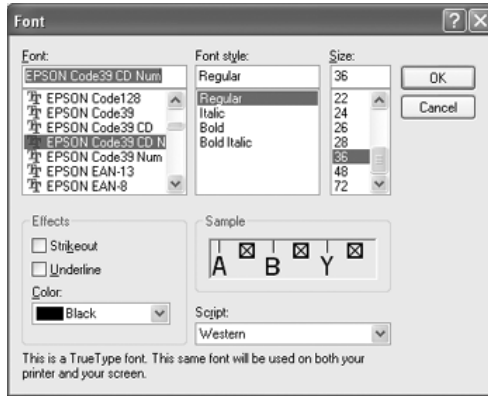 Font
Font:
EPSON Code39 CD Num
EPSON Code128
EPSON Code39
EPSON Code39 CD
EPSON Code39 CD N
EPSON Code39 Num
EPSON EAN-13
EPSON EAN-8
Font style:
Regular
Regular
Italic
Bold
Bold Italic
Size:
36
22
24
26
28
36
48
72
OK
Cancel
Effects
Strikeout
Underline
Color:
Black
Sample
A B Y
Script:
Western
This is a TrueType font. This same font will be used on both your
printer and your screen.